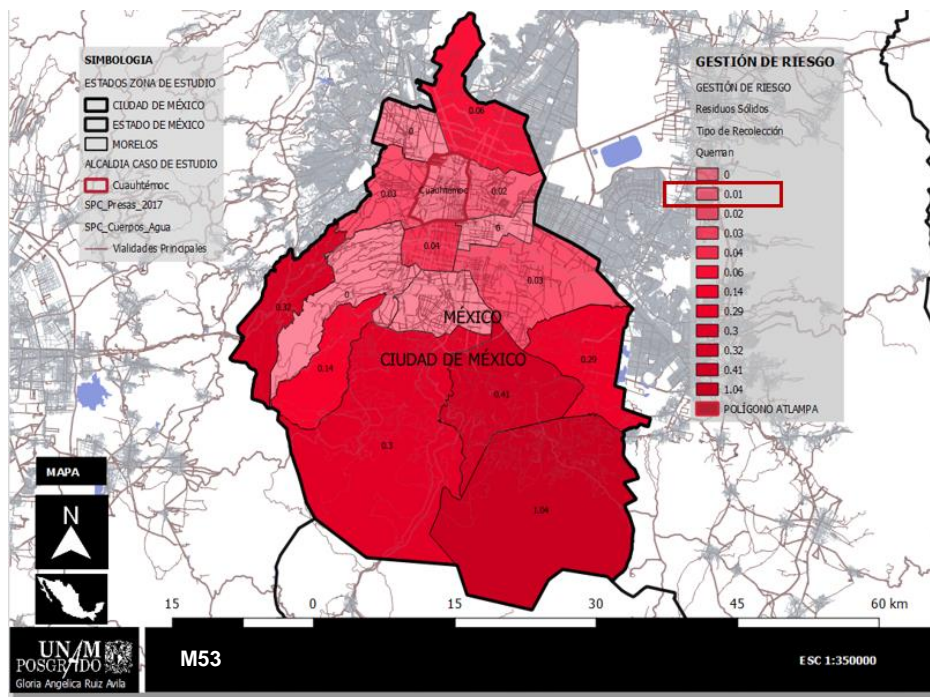 SIMBOLOGIA
ESTADOS ZONA DE ESTUDIO
CIUDAD DE MÉXICO
ESTADO DE MÉXICO
MORELOS
ALCALDIA CASO DE ESTUDIO
Cuauhtémoc
SPC_Presas_2017
SPC_Cuerpos_Agua
Vialidades Principales
GESTIÓN DE RIESGO
GESTIÓN DE RIESGO
Residuos Sólidos
Tipo de Recolección
Queman
0
0.01
0.02
0.03
0.04
0.06
0.14
0.29
0.3
0.32
0.41
1.04
POLÍGONO ATLAMPA
0.06
0
0.03
Cuauhtémoc
0.02
0
0.04
0.03
0.32
0
MÉXICO
CIUDAD DE MÉXICO
0.14
0.29
0.41
0.3
1.04
MAPA
N
15
0
15
30
45
60 km
UNAM
POSGRADO
Gloria Angelica Ruiz Avila
M53
ESC 1:350000